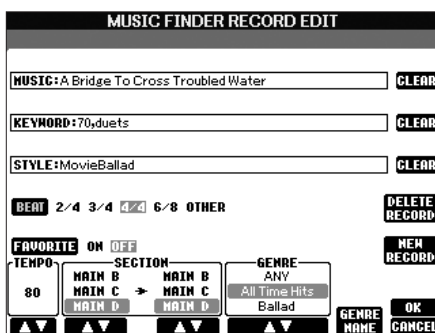 MUSIC FINDER RECORD EDIT
MUSIC:A Bridge To Cross Troubled Water CLEAR
KEYWORD:70,duets CLEAR
STYLE:MovieBallad CLEAR
BEAT 2/4 3/4 4/4 6/8 OTHER DELETE RECORD
FAVORITE ON OFF NEW RECORD
TEMPO SECTION GENRE
MAIN B MAIN B ANY
80 MAIN C MAIN C All Time Hits
MAIN D MAIN D Ballad
GENRE NAME OK
CANCEL